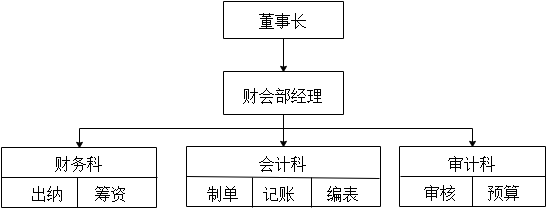 董事长
财会部经理
财务科 会计科 审计科
出纳 筹资 制单 记账 编表 审核 预算